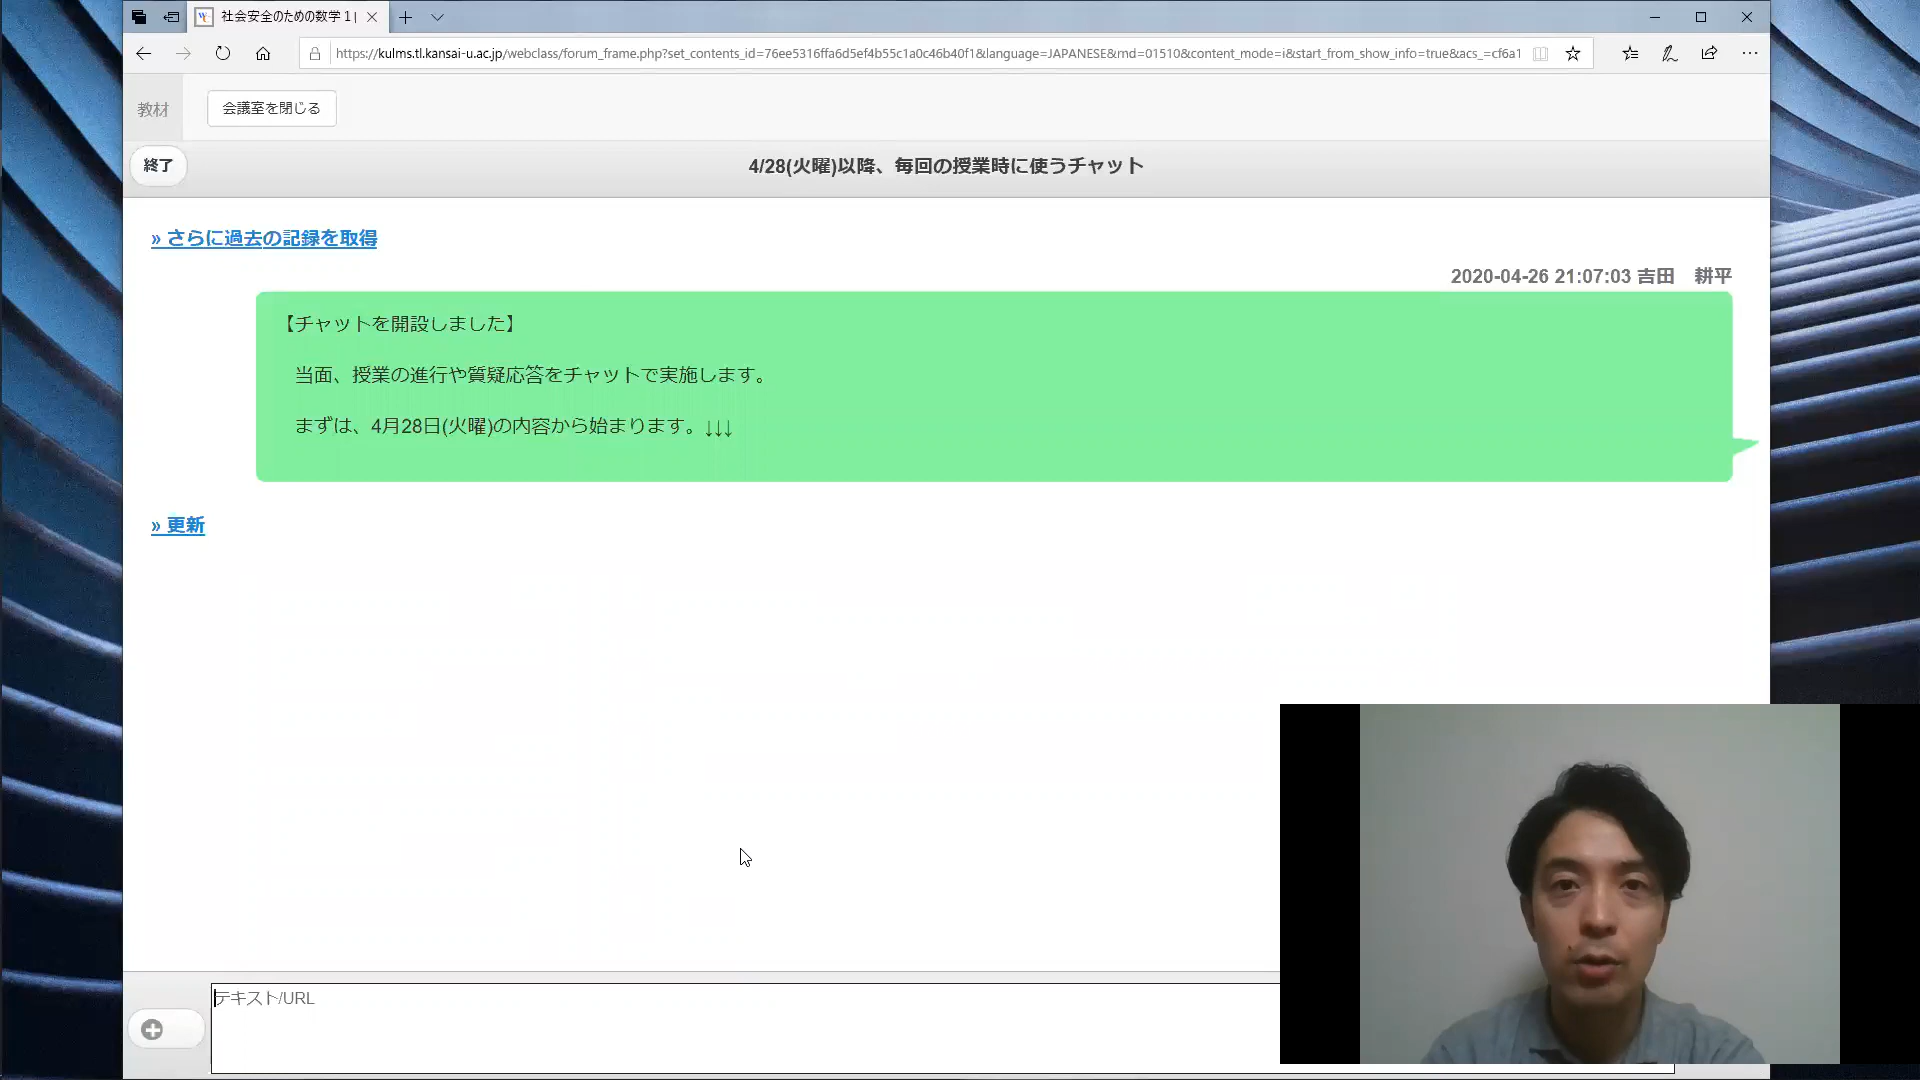 社会安全のための数学１|
https://kulms.tl.kansai-u.ac.jp/webclass/forum_frame.php?set_contents_id=76ee5316ffa6d5ef4b55c1a0c46b40f1&language=JAPANESE&rnd=01510&content_mode=i&start_from_show_info=true&acs_=cf6a1
教材
会議室を閉じる
終了
4/28(火曜)以降、毎回の授業時に使うチャット
» さらに過去の記録を取得
2020-04-26 21:07:03 吉田　耕平
【チャットを開設しました】
当面、授業の進行や質疑応答をチャットで実施します。
まずは、4月28日(火曜)の内容から始まります。↓↓↓
» 更新
テキスト/URL